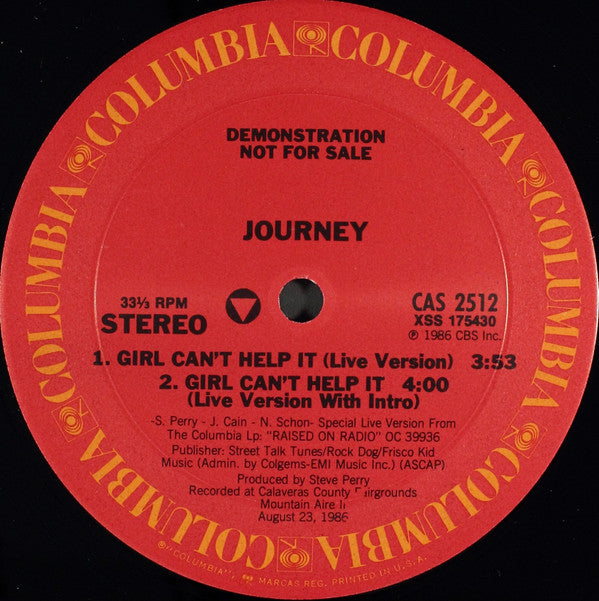 COLUMBIA COLUMBIA COLUMBIA COLUMBIA COLUMBIA COLUMBIA
DEMONSTRATION
NOT FOR SALE
JOURNEY
33⅓ RPM
STEREO
CAS 2512
XSS 175430
℗ 1986 CBS Inc.
1. GIRL CAN'T HELP IT (Live Version) 3:53
2. GIRL CAN'T HELP IT 4:00
(Live Version With Intro)
-S. Perry - J. Cain - N. Schon- Special Live Version From
The Columbia Lp: "RAISED ON RADIO" OC 39936
Publisher: Street Talk Tunes/Rock Dog/Frisco Kid
Music (Admin. by Colgems-EMI Music Inc.) (ASCAP)
Produced by Steve Perry
Recorded at Calaveras County
Mountain Aire
August 23, 1986
"COLUMBIA", MARCAS REG. PRINTED IN U.S.A.